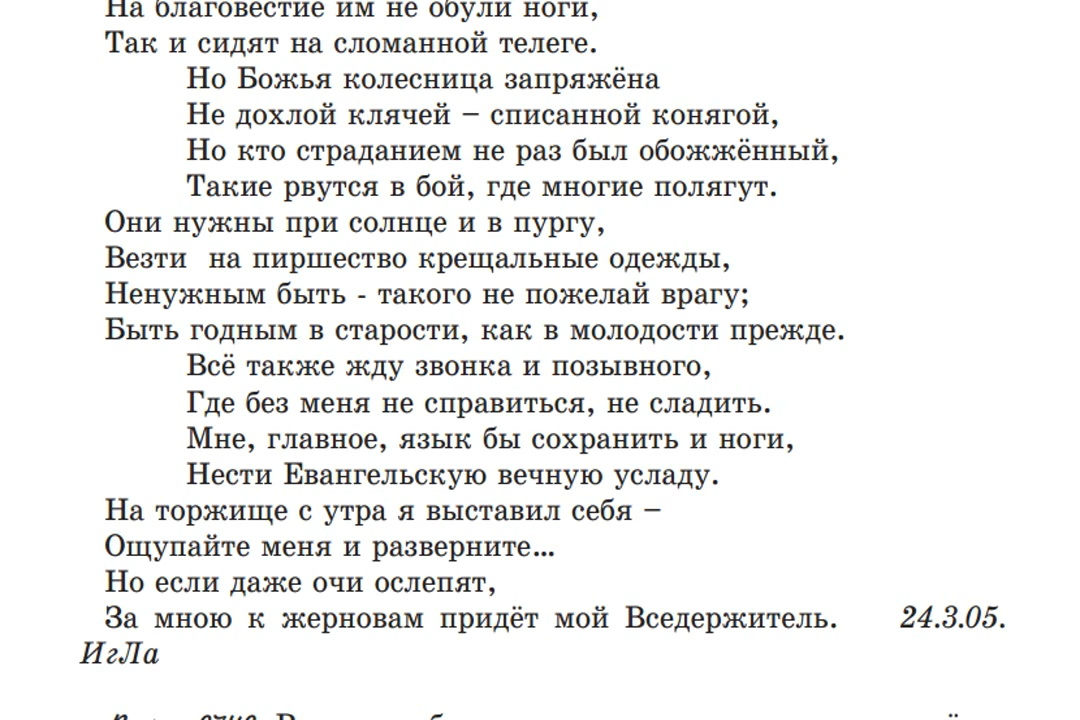 На благовестие им не обули ноги,
Так и сидят на сломанной телеге.
Но Божья колесница запряжёна
Не дохлой клячей – списанной конягой,
Но кто страданием не раз был обожжённый,
Такие рвутся в бой, где многие полягут.
Они нужны при солнце и в пургу,
Везти на пиршество крещальные одежды,
Ненужным быть - такого не пожелай врагу;
Быть годным в старости, как в молодости прежде.
Всё также жду звонка и позывного,
Где без меня не справиться, не сладить.
Мне, главное, язык бы сохранить и ноги,
Нести Евангельскую вечную усладу.
На торжище с утра я выставил себя –
Ощупайте меня и разверните...
Но если даже очи ослепят,
За мною к жерновам придёт мой Вседержитель. 24.3.05.
ИгЛа